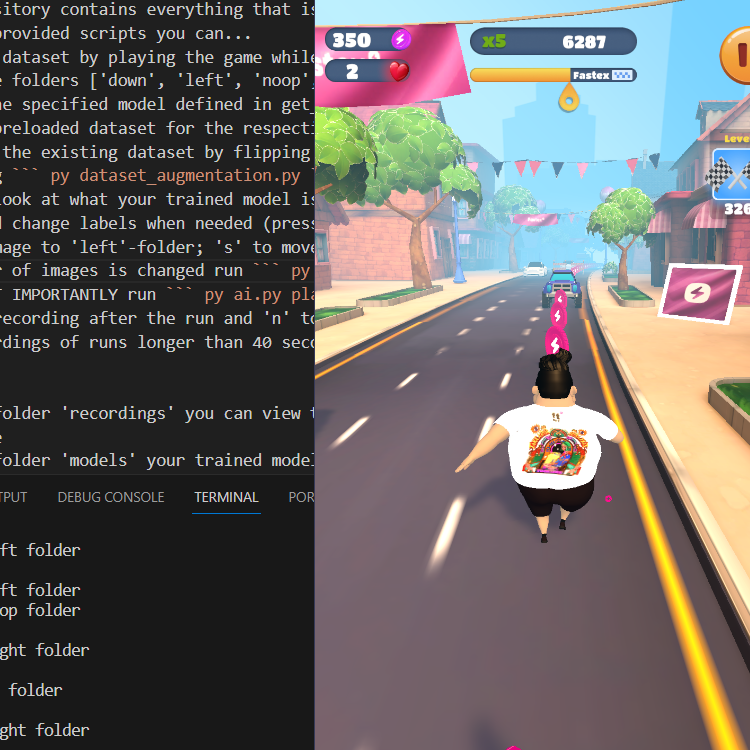 sitory contains everything that is
provided scripts you can...
dataset by playing the game while
e folders ['down', 'left', 'noop',
he specified model defined in get
preloaded dataset for the respecti
the existing dataset by flipping
g ``` py dataset_augmentation.py `
look at what your trained model is
d change labels when needed (press
mage to 'left'-folder; 's' to move
r of images is changed run ``` py
T IMPORTANTLY run ``` py ai.py pla
recording after the run and 'n' to
rdings of runs longer than 40 seco
folder 'recordings' you can view t
e
folder 'models' your trained model
TPUT DEBUG CONSOLE TERMINAL POR
ft folder
ft folder
op folder
ght folder
folder
ght folder
350
2
x5 6287
Fastex
Leve
326